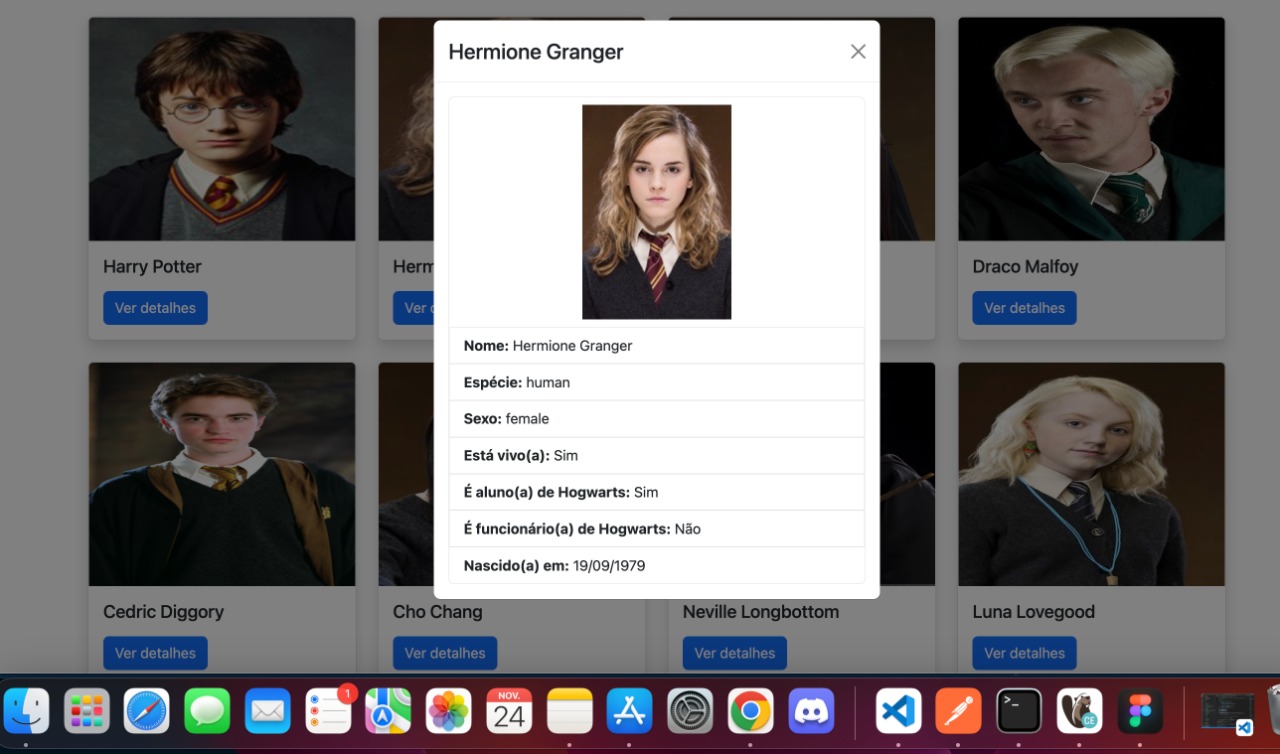 Hermione Granger
Harry Potter
Herm
Draco Malfoy
Ver detalhes
Ver
Ver detalhes
Nome: Hermione Granger
Espécie: human
Sexo: female
Está vivo(a): Sim
É aluno(a) de Hogwarts: Sim
É funcionário(a) de Hogwarts: Não
Nascido(a) em: 19/09/1979
Cedric Diggory
Cho Chang
Neville Longbottom
Luna Lovegood
Ver detalhes
Ver detalhes
Ver detalhes
Ver detalhes
1
NOV.
24
CE